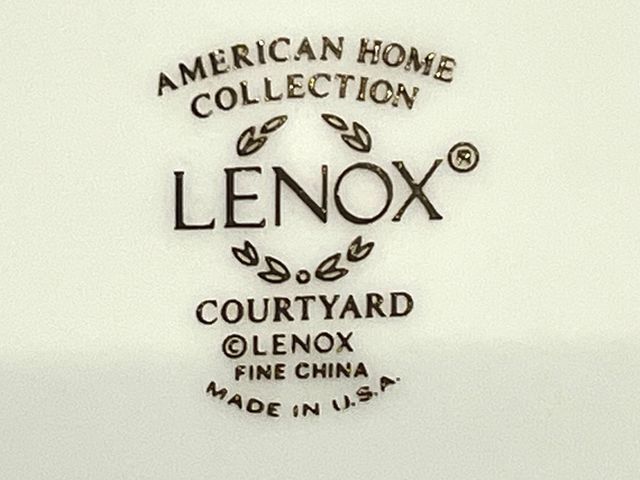 AMERICAN HOME
COLLECTION
LENOX®
COURTYARD
©LENOX
FINE CHINA
MADE IN U.S.A.